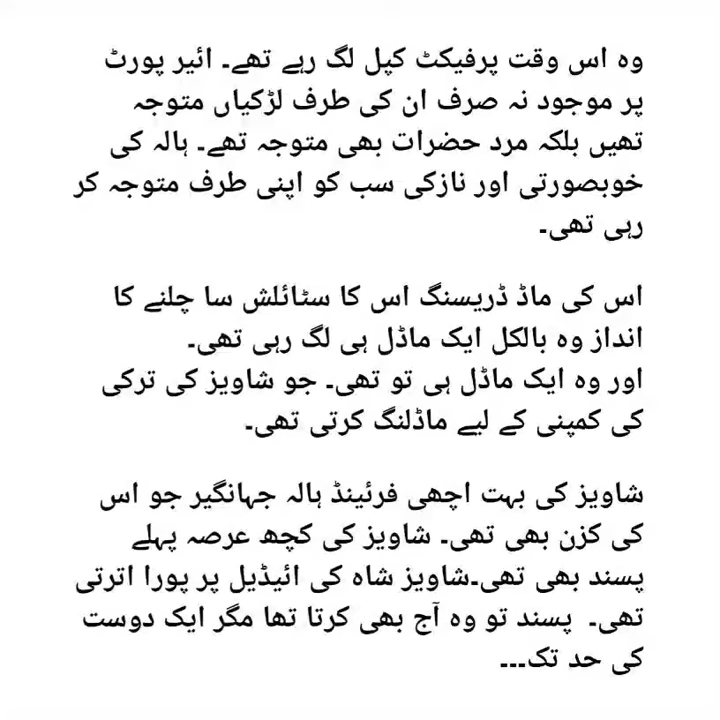 وہ اس وقت پرفیکٹ کپل لگ رہے تھے۔ ائیر پورٹ
پر موجود نہ صرف ان کی طرف لڑکیاں متوجہ
تھیں بلکہ مرد حضرات بھی متوجہ تھے۔ ہالہ کی
خوبصورتی اور نازکی سب کو اپنی طرف متوجہ کر
رہی تھی۔
اس کی ماڈ ڈریسنگ اس کا سٹائلش سا چلنے کا
انداز وہ بالکل ایک ماڈل ہی لگ رہی تھی۔
اور وہ ایک ماڈل ہی تو تھی۔ جو شاویز کی ترکی
کی کمپنی کے لیے ماڈلنگ کرتی تھی۔
شاویز کی بہت اچھی فرئینڈ ہالہ جہانگیر جو اس
کی کزن بھی تھی۔ شاویز کی کچھ عرصہ پہلے
پسند بھی تھی۔شاویز شاہ کی ائیڈیل پر پورا اترتی
تھی۔ پسند تو وہ آج بھی کرتا تھا مگر ایک دوست
کی حد تک۔۔۔